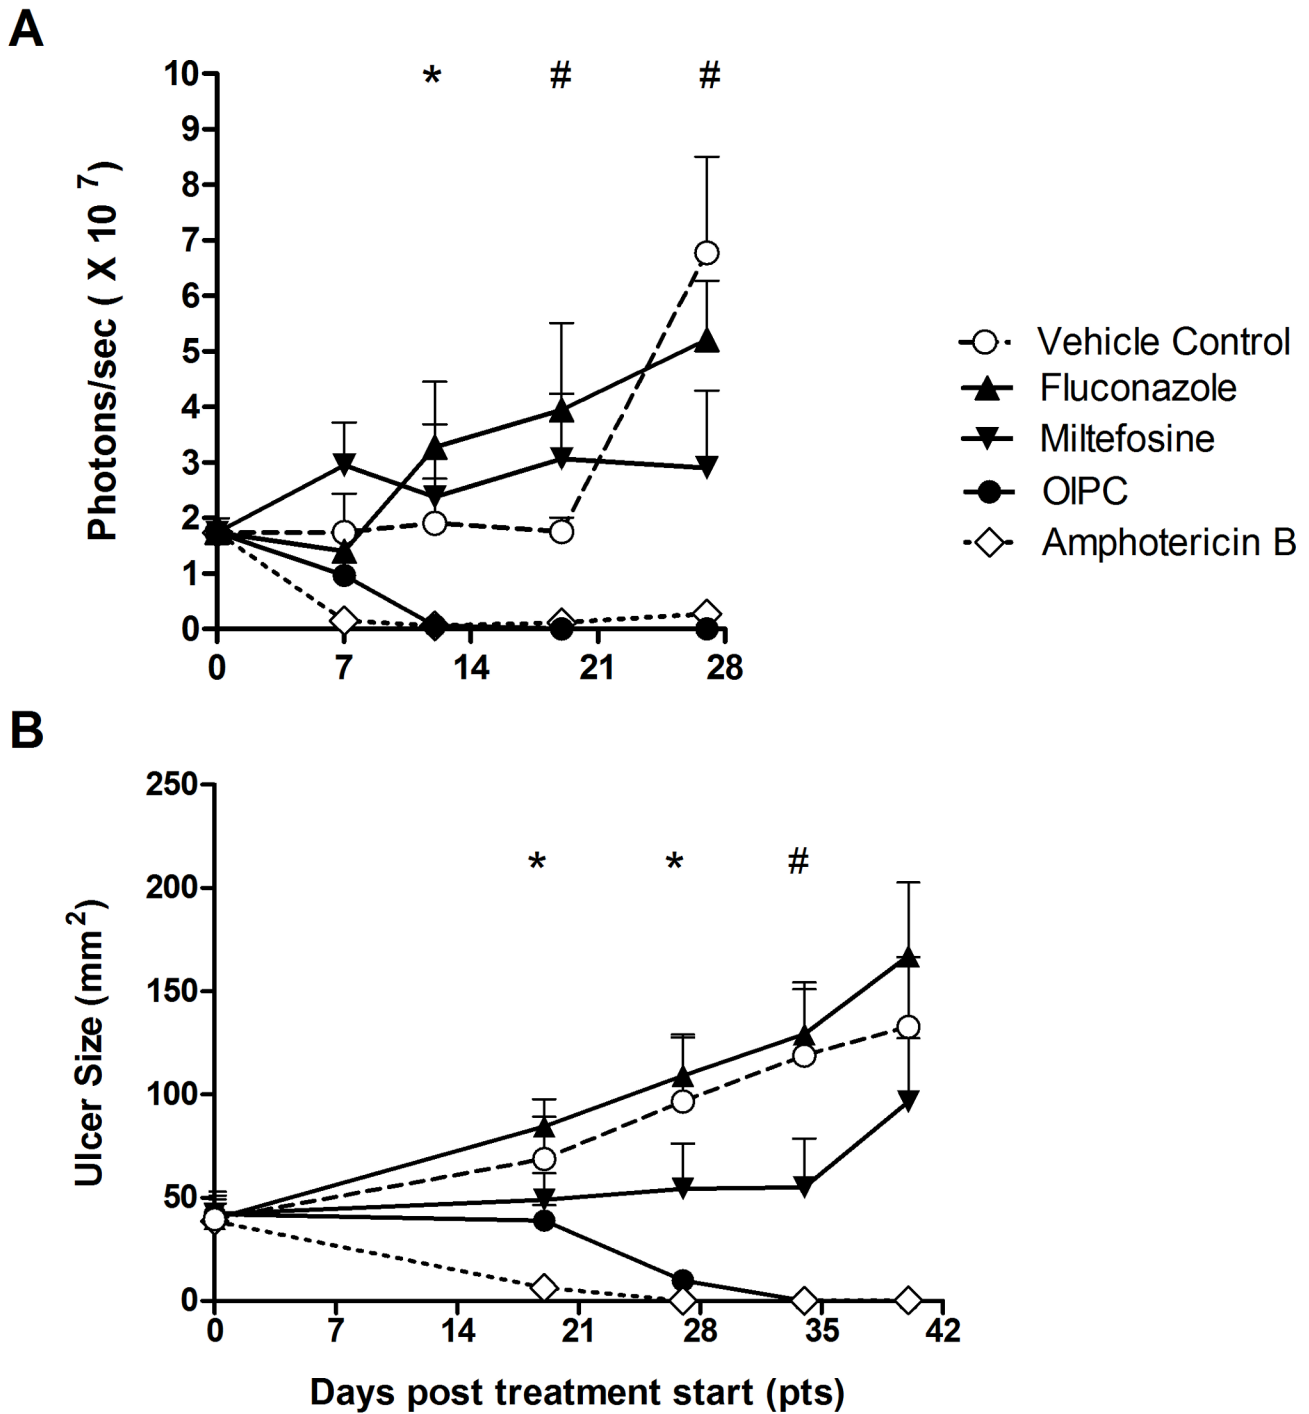 A
* # #
10
9
8
7
6
5
4
3
2
1
0
Photons/sec ( X 10 7 )
0 7 14 21 28
Vehicle Control
Fluconazole
Miltefosine
OIPC
Amphotericin B
B
250
200
150
100
50
0
* * #
Ulcer Size (mm2)
0 7 14 21 28 35 42
Days post treatment start (pts)